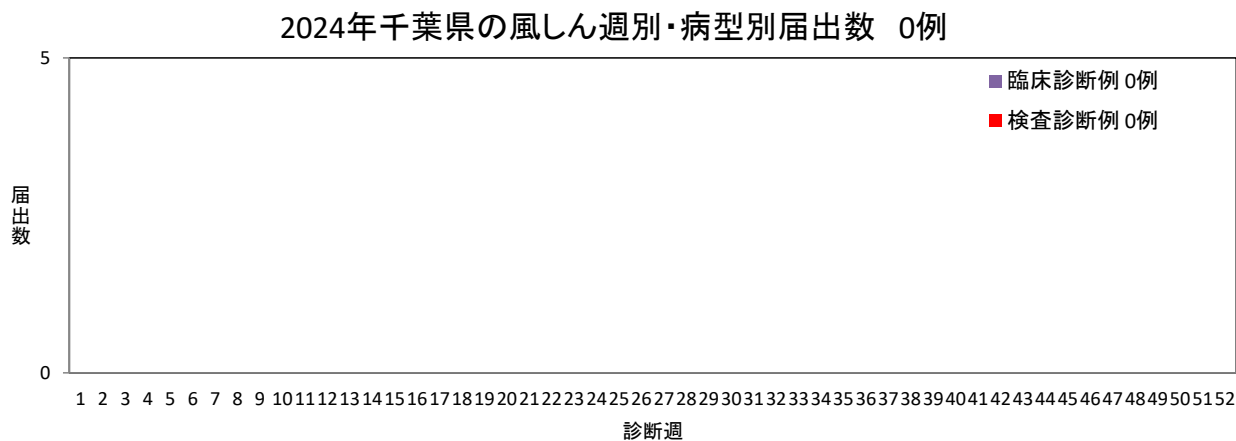 2024年千葉県の風しん週別・病型別届出数 0例
5
臨床診断例 0例
検査診断例 0例
届出数
0
1 2 3 4 5 6 7 8 9 10 11 12 13 14 15 16 17 18 19 20 21 22 23 24 25 26 27 28 29 30 31 32 33 34 35 36 37 38 39 40 41 42 43 44 45 46 47 48 49 50 51 52
診断週